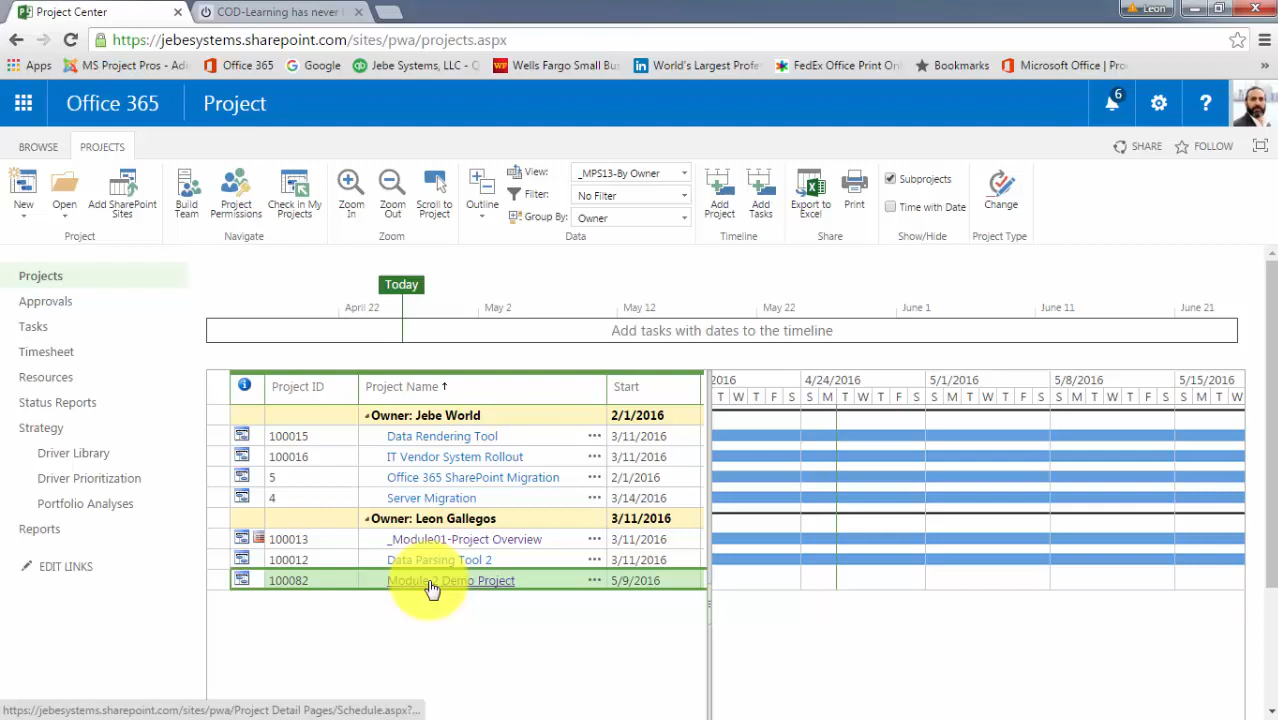 Project Center
COD-Learning has never
Leon
https://jebesystems.sharepoint.com/sites/pwa/projects.aspx
Apps MS Project Pros - Adm Office 365 Google Jebe Systems, LLC - Q Wells Fargo Small Bus World's Largest Profe FedEx Office Print On Bookmarks Microsoft Office | Pro »
Office 365 Project 6 ?
BROWSE PROJECTS SHARE FOLLOW
New Open Add SharePoint Sites Build Team Project Permissions Check in My Projects Zoom In Zoom Out Scroll to Project Outline
View: _MPS13-By Owner
Filter: No Filter
Group By: Owner
Add Project Add Tasks Export to Excel Print
Subprojects
Time with Date
Change
Project Navigate Zoom Data Timeline Share Show/Hide Project Type
Projects
Approvals
Tasks
Timesheet
Resources
Status Reports
Strategy
Driver Library
Driver Prioritization
Portfolio Analyses
Reports
EDIT LINKS
Today
April 22 May 2 May 12 May 22 June 1 June 11 June 21
Add tasks with dates to the timeline
Project ID Project Name Start
2016 4/24/2016 5/1/2016 5/8/2016 5/15/2016
T W T F S S M T W T F S S M T W T F S S M T W T F S S M T W
Owner: Jebe World 2/1/2016
100015 Data Rendering Tool ... 3/11/2016
100016 IT Vendor System Rollout ... 3/11/2016
5 Office 365 SharePoint Migration ... 2/1/2016
4 Server Migration ... 3/14/2016
Owner: Leon Gallegos 3/11/2016
100013 _Module01-Project Overview ... 3/11/2016
100012 Data Parsing Tool 2 ... 3/11/2016
100082 Module 2 Demo Project ... 5/9/2016
https://jebesystems.sharepoint.com/sites/pwa/Project Detail Pages/Schedule.aspx?...